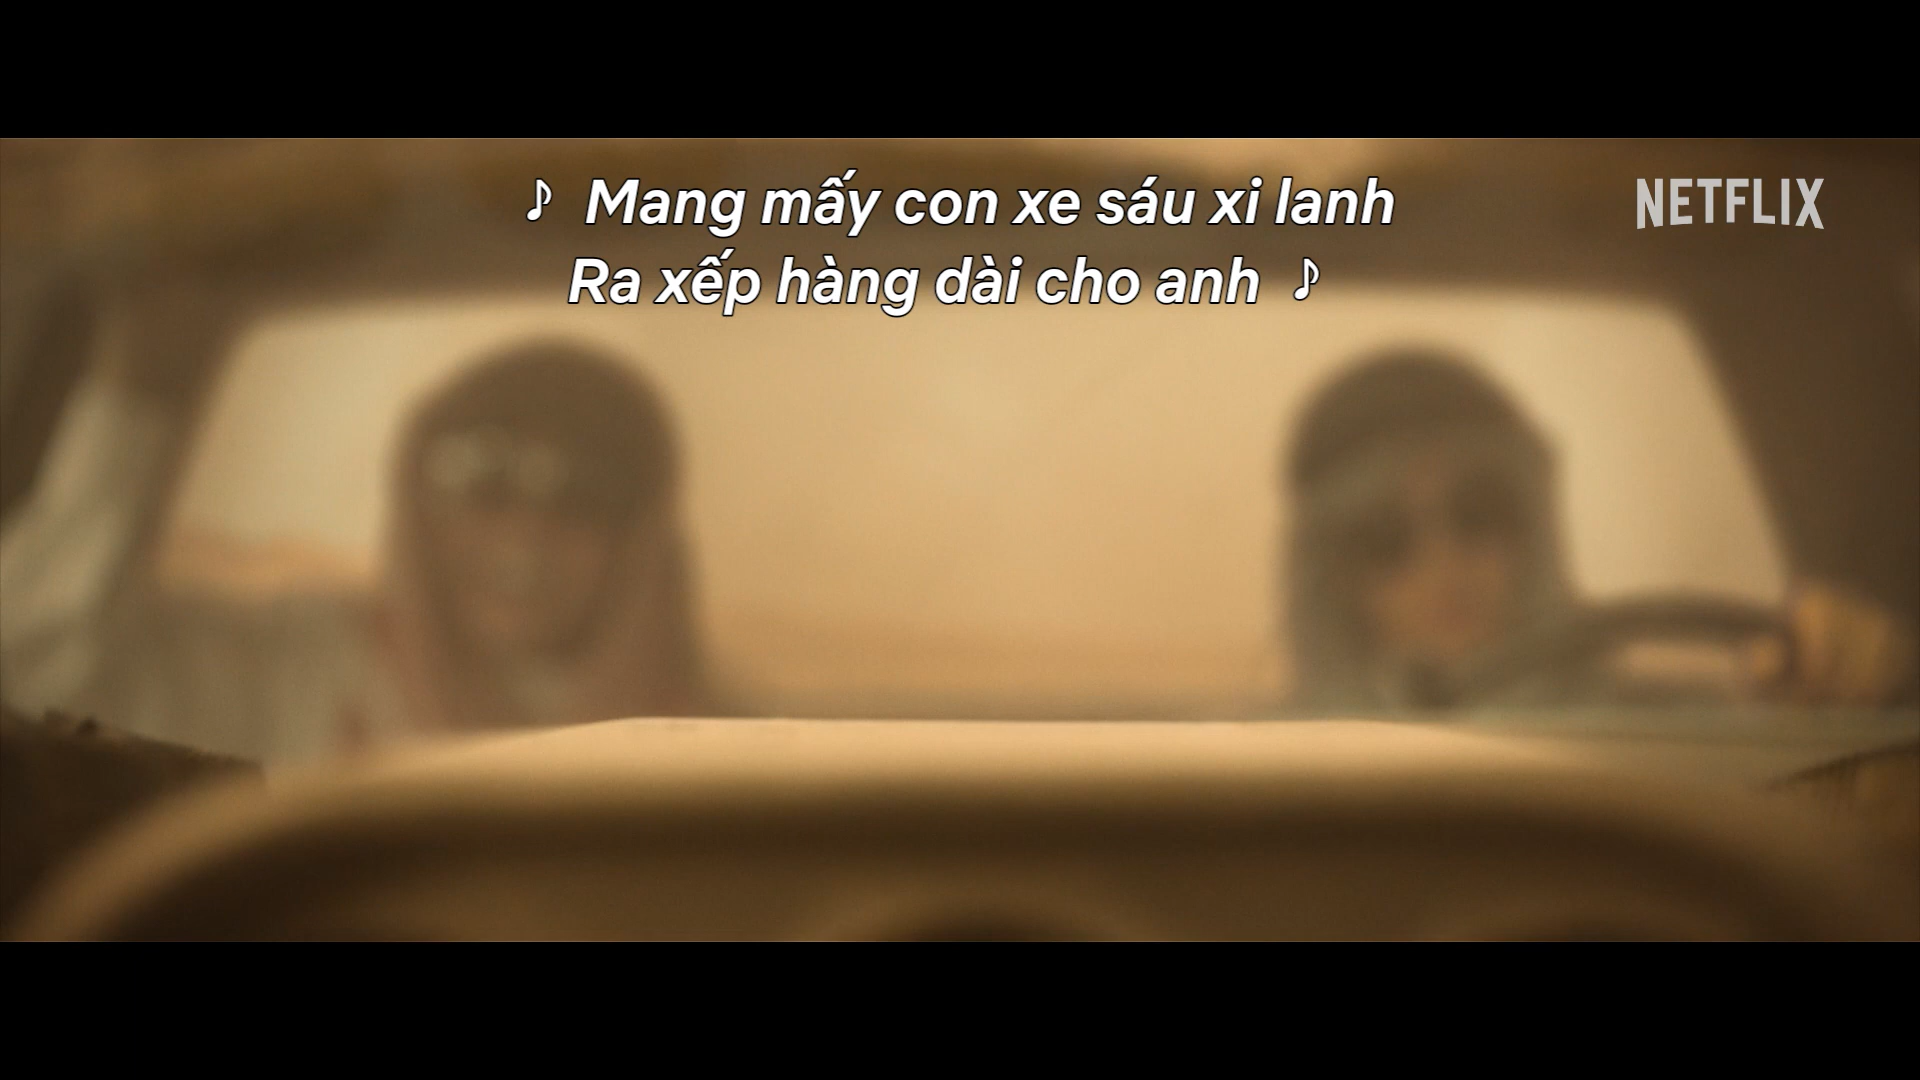 ♪ Mang mấy con xe sáu xi lanh
NETFLIX
Ra xếp hàng dài cho anh ♪